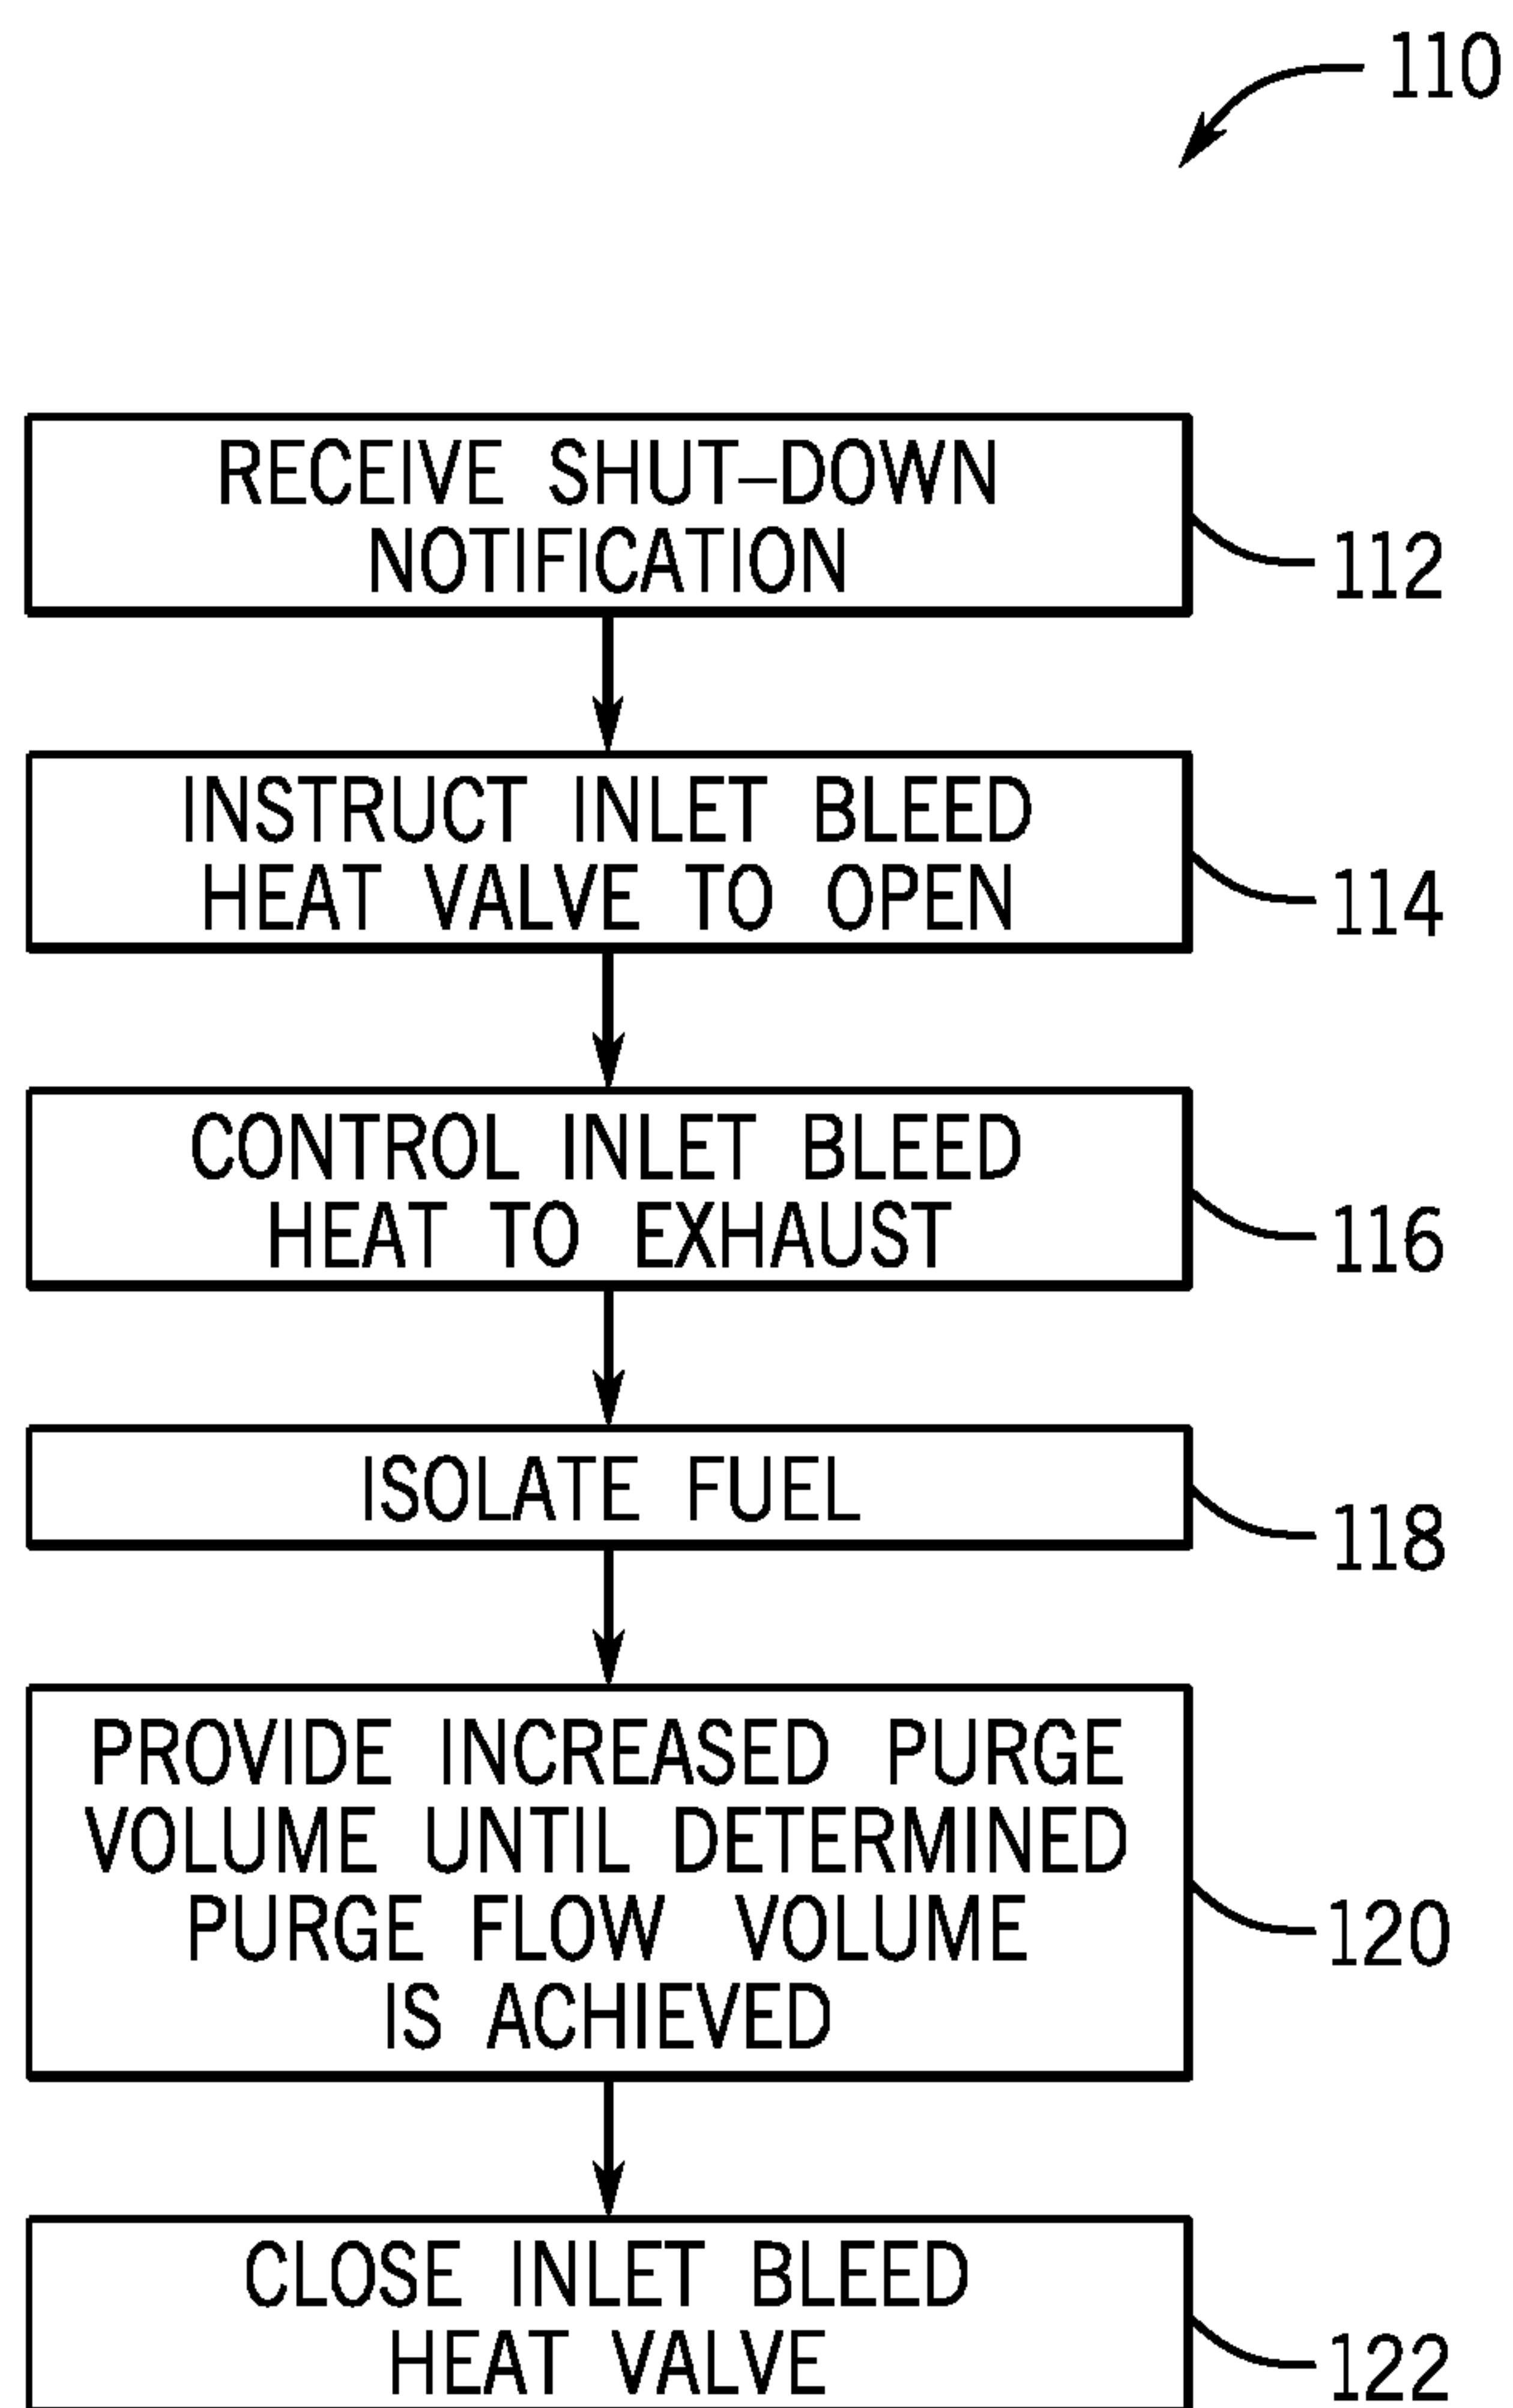 110
RECEIVE SHUT-DOWN
NOTIFICATION
112
INSTRUCT INLET BLEED
HEAT VALVE TO OPEN
114
CONTROL INLET BLEED
HEAT TO EXHAUST
116
ISOLATE FUEL
118
PROVIDE INCREASED PURGE
VOLUME UNTIL DETERMINED
PURGE FLOW VOLUME
IS ACHIEVED
120
CLOSE INLET BLEED
HEAT VALVE
122